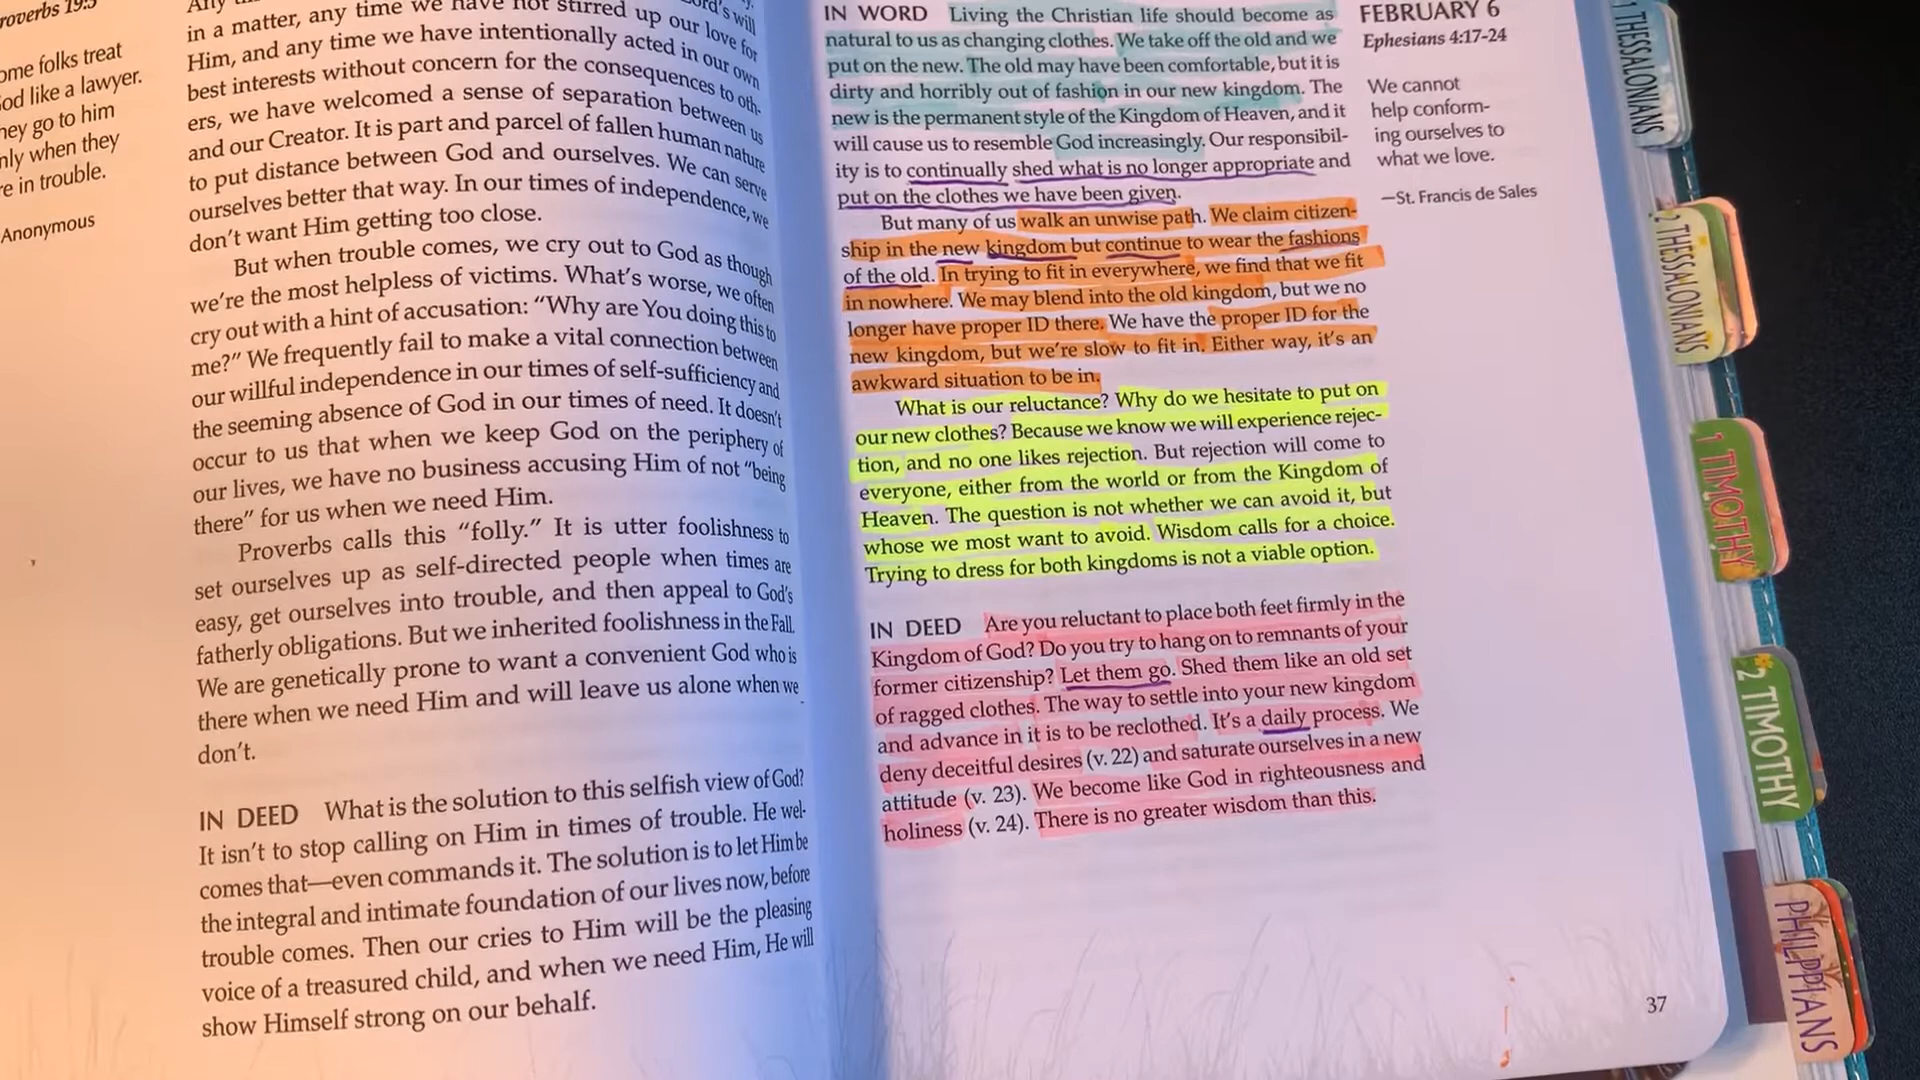 roverbs 19:3
ome folks treat
od like a lawyer.
hey go to him
nly when they
re in trouble.
Anonymous
Any
in a matter, any time we have not stirred up our love for
Him, and any time we have intentionally acted in our own
best interests without concern for the consequences to oth-
ers, we have welcomed a sense of separation between us
and our Creator. It is part and parcel of fallen human nature
to put distance between God and ourselves. We can serve
ourselves better that way. In our times of independence, we
don't want Him getting too close.
But when trouble comes, we cry out to God as though
we're the most helpless of victims. What's worse, we often
cry out with a hint of accusation: "Why are You doing this to
me?" We frequently fail to make a vital connection between
our willful independence in our times of self-sufficiency and
the seeming absence of God in our times of need. It doesn't
occur to us that when we keep God on the periphery of
our lives, we have no business accusing Him of not "being
there" for us when we need Him.
Proverbs calls this "folly." It is utter foolishness to
set ourselves up as self-directed people when times are
easy, get ourselves into trouble, and then appeal to God's
fatherly obligations. But we inherited foolishness in the Fall.
We are genetically prone to want a convenient God who is
there when we need Him and will leave us alone when we
don't.
IN DEED What is the solution to this selfish view of God?
It isn't to stop calling on Him in times of trouble. He wel-
comes that—even commands it. The solution is to let Him be
the integral and intimate foundation of our lives now, before
trouble comes. Then our cries to Him will be the pleasing
voice of a treasured child, and when we need Him, He will
show Himself strong on our behalf.
IN WORD Living the Christian life should become as
natural to us as changing clothes. We take off the old and we
put on the new. The old may have been comfortable, but it is
dirty and horribly out of fashion in our new kingdom. The
new is the permanent style of the Kingdom of Heaven, and it
will cause us to resemble God increasingly. Our responsibil-
ity is to continually shed what is no longer appropriate and
put on the clothes we have been given.
But many of us walk an unwise path. We claim citizen-
ship in the new kingdom but continue to wear the fashions
of the old. In trying to fit in everywhere, we find that we fit
in nowhere. We may blend into the old kingdom, but we no
longer have proper ID there. We have the proper ID for the
new kingdom, but we're slow to fit in. Either way, it's an
awkward situation to be in.
What is our reluctance? Why do we hesitate to put on
our new clothes? Because we know we will experience rejec-
tion, and no one likes rejection. But rejection will come to
everyone, either from the world or from the Kingdom of
Heaven. The question is not whether we can avoid it, but
whose we most want to avoid. Wisdom calls for a choice.
Trying to dress for both kingdoms is not a viable option.
IN DEED Are you reluctant to place both feet firmly in the
Kingdom of God? Do you try to hang on to remnants of your
former citizenship? Let them go. Shed them like an old set
of ragged clothes. The way to settle into your new kingdom
and advance in it is to be reclothed. It's a daily process. We
deny deceitful desires (v. 22) and saturate ourselves in a new
attitude (v. 23). We become like God in righteousness and
holiness (v. 24). There is no greater wisdom than this.
FEBRUARY 6
Ephesians 4:17-24
We cannot
help conform-
ing ourselves to
what we love.
—St. Francis de Sales
37
1 THESSALONIANS
2 THESSALONIANS
1 TIMOTHY
2 TIMOTHY
PHILIPPIANS